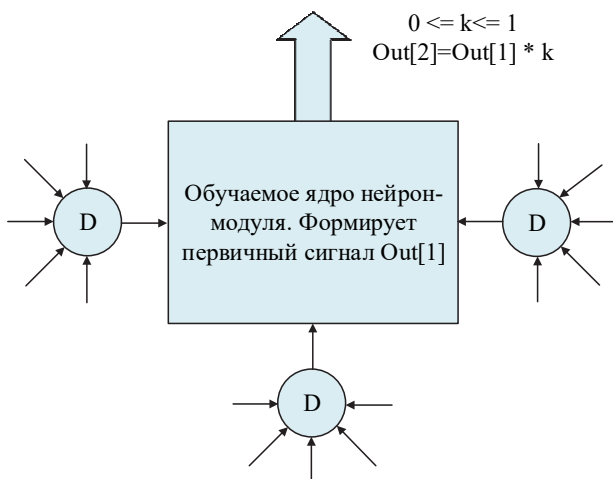 0 <= k<= 1
Out[2]=Out[1] * k
Обучаемое ядро нейрон-
модуля. Формирует
первичный сигнал Out[1]
D
D
D